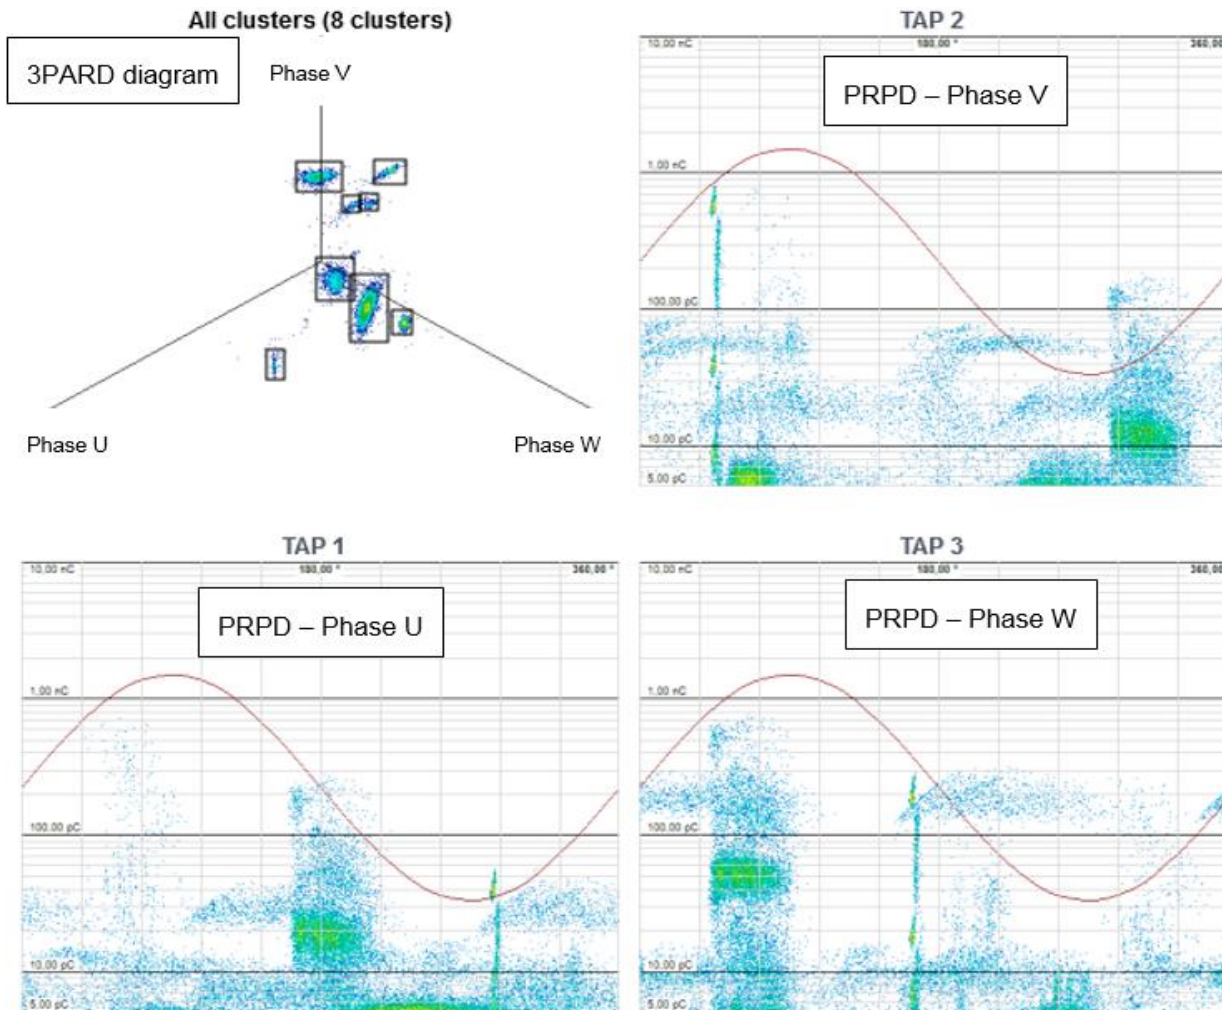 All clusters (8 clusters)
3PARD diagram
Phase V
Phase U
Phase W
TAP 2
10,00 nC
180,00 °
360,00
PRPD – Phase V
1,00 nC
100,00 pC
10,00 pC
5,00 pC
TAP 1
10,00 nC
180,00 °
360,00 °
PRPD – Phase U
1,00 nC
100,00 pC
10,00 pC
5,00 pC
TAP 3
10,00 nC
180,00 °
360,00
PRPD – Phase W
1,00 nC
100,00 pC
10,00 pC
5,00 pC